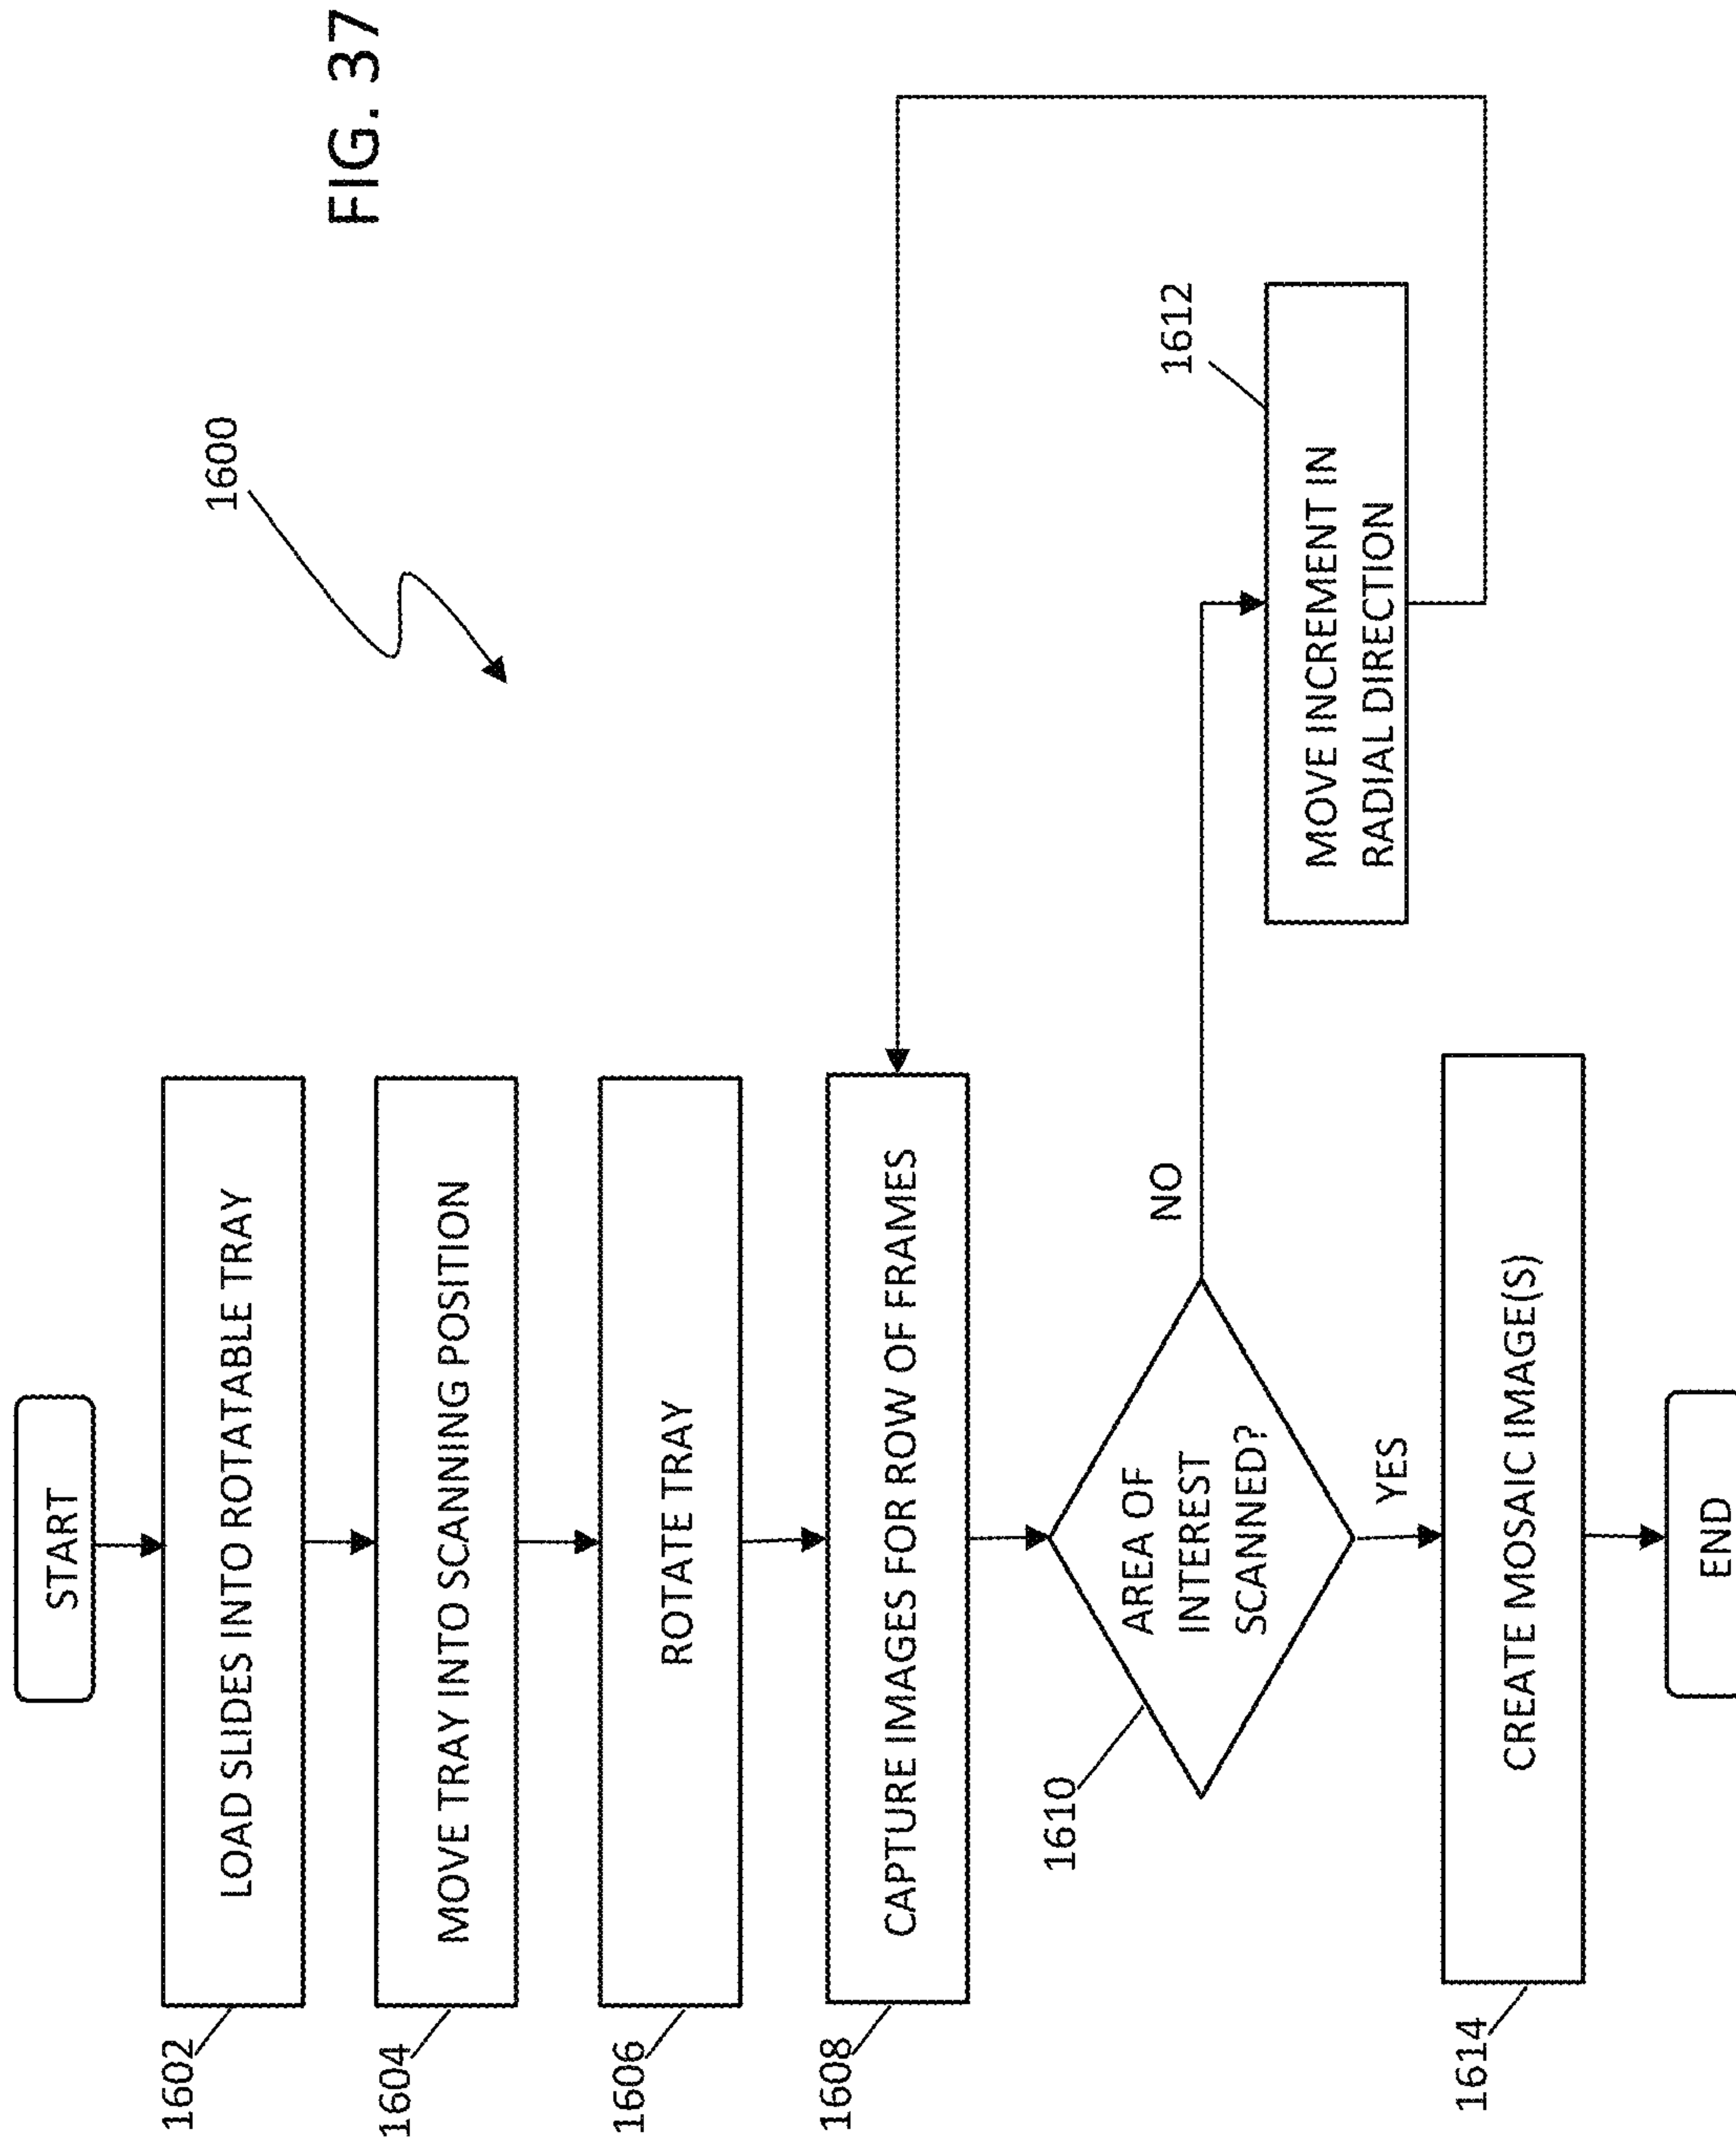 FIG. 37
1600
START
1602
LOAD SLIDES INTO ROTATABLE TRAY
1604
MOVE TRAY INTO SCANNING POSITION
1606
ROTATE TRAY
1608
CAPTURE IMAGES FOR ROW OF FRAMES
1610
AREA OF
INTEREST
SCANNED?
NO
1612
MOVE INCREMENT IN
RADIAL DIRECTION
YES
1614
CREATE MOSAIC IMAGE(S)
END